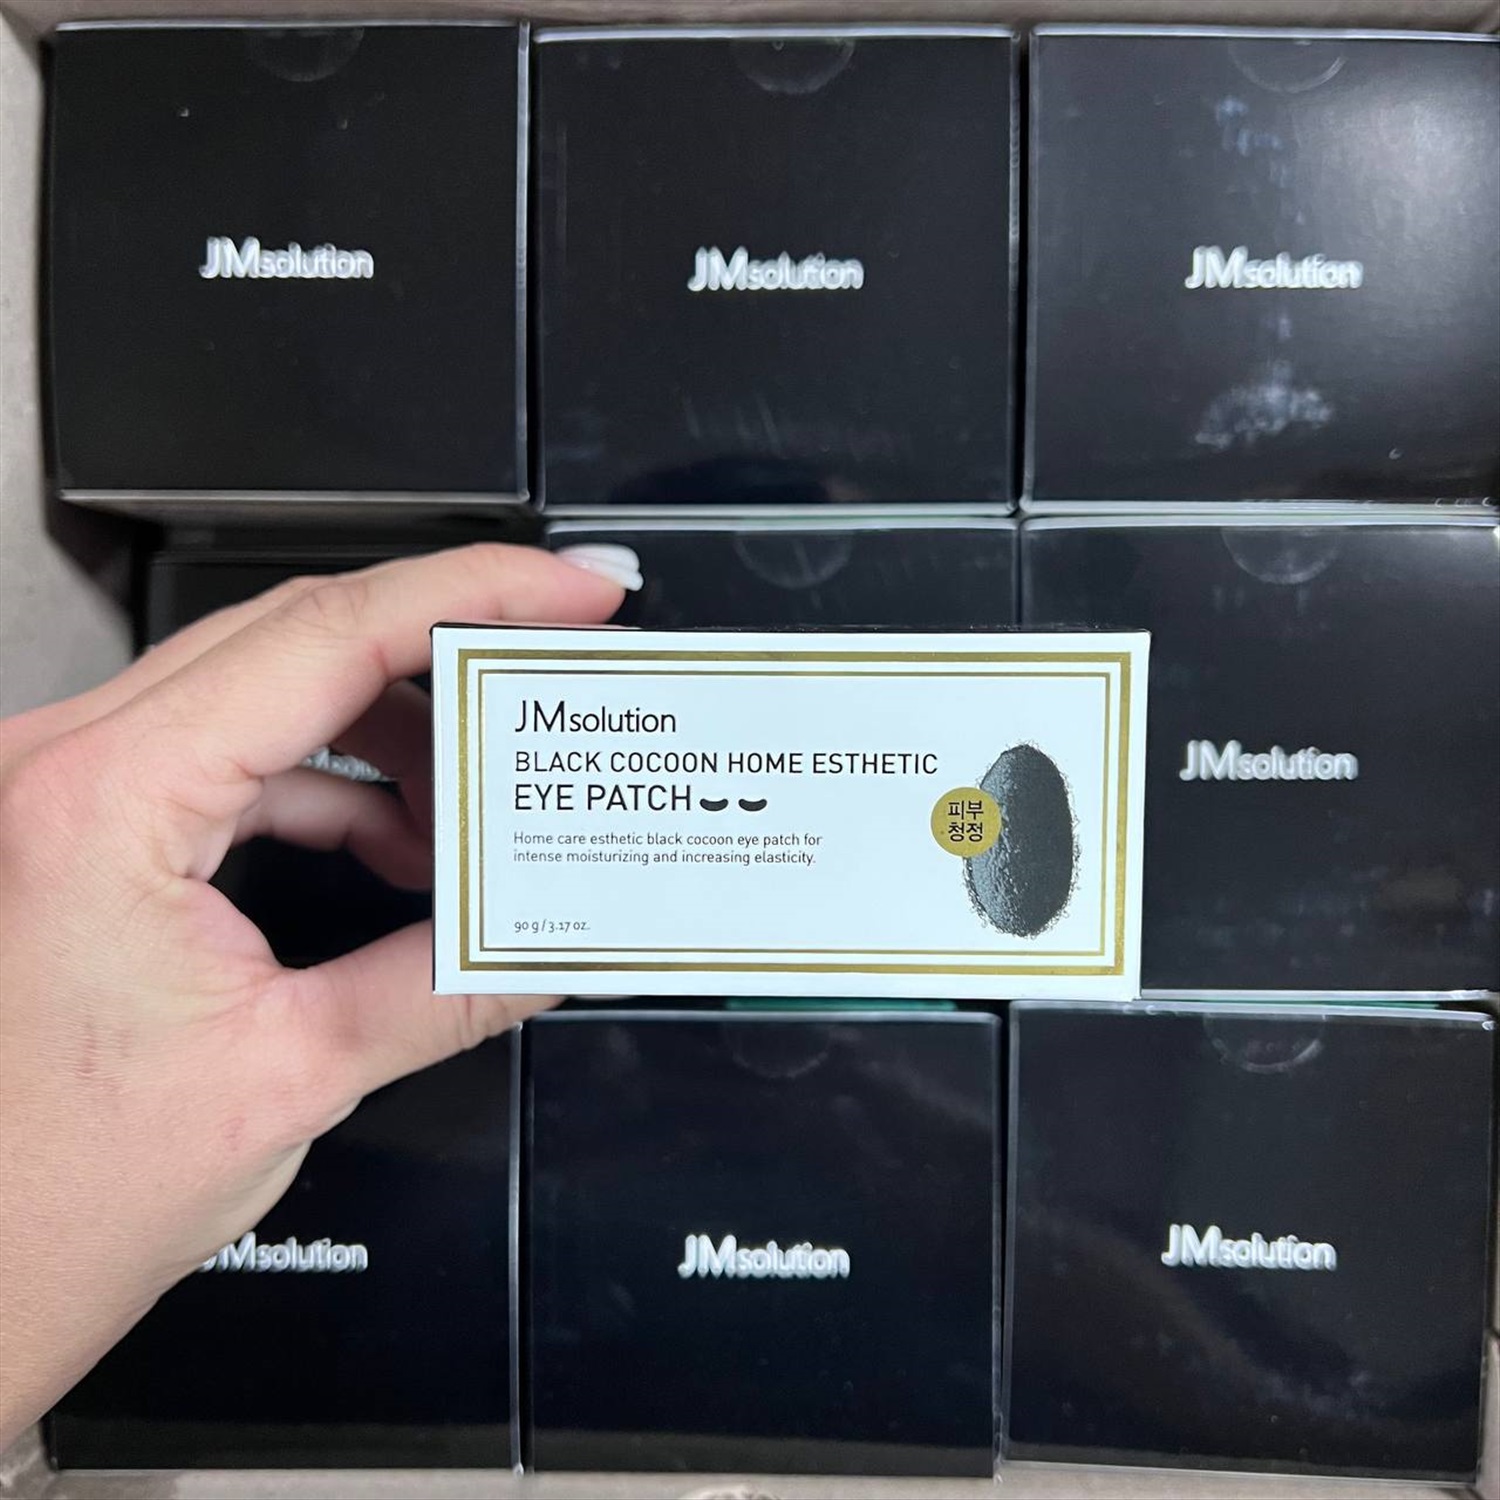 JMsolution
JMsolution
JMsolution
JMsolution
BLACK COCOON HOME ESTHETIC
EYE PATCH
Home care esthetic black cocoon eye patch for
intense moisturizing and increasing elasticity.
90 g / 3.17 oz.
피부
청정
JMsolution
JMsolution
JMsolution
JMsolution